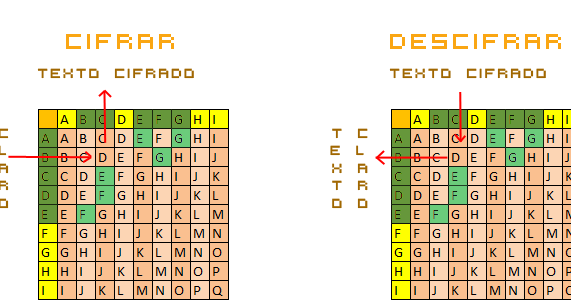 CIFRAR
DESCIFRAR
TEXTO CIFRADO
TEXTO CIFRADO
CLARO
A B C D E F G H I
A A B C D E F G H I
B B C D E F G H I J
C C D E F G H I J K
D D E F G H I J K L
E E F G H I J K L M
F F G H I J K L M N
G G H I J K L M N O
H H I J K L M N O P
I I J K L M N O P Q
TEXTO
CLARO
A B C D E F G H I
A A B C D E F G H I
B B C D E F G H I J
C C D E F G H I J K
D D E F G H I J K L
E E F G H I J K L M
F F G H I J K L M N
G G H I J K L M N O
H H I J K L M N O P
I I J K L M N O P Q